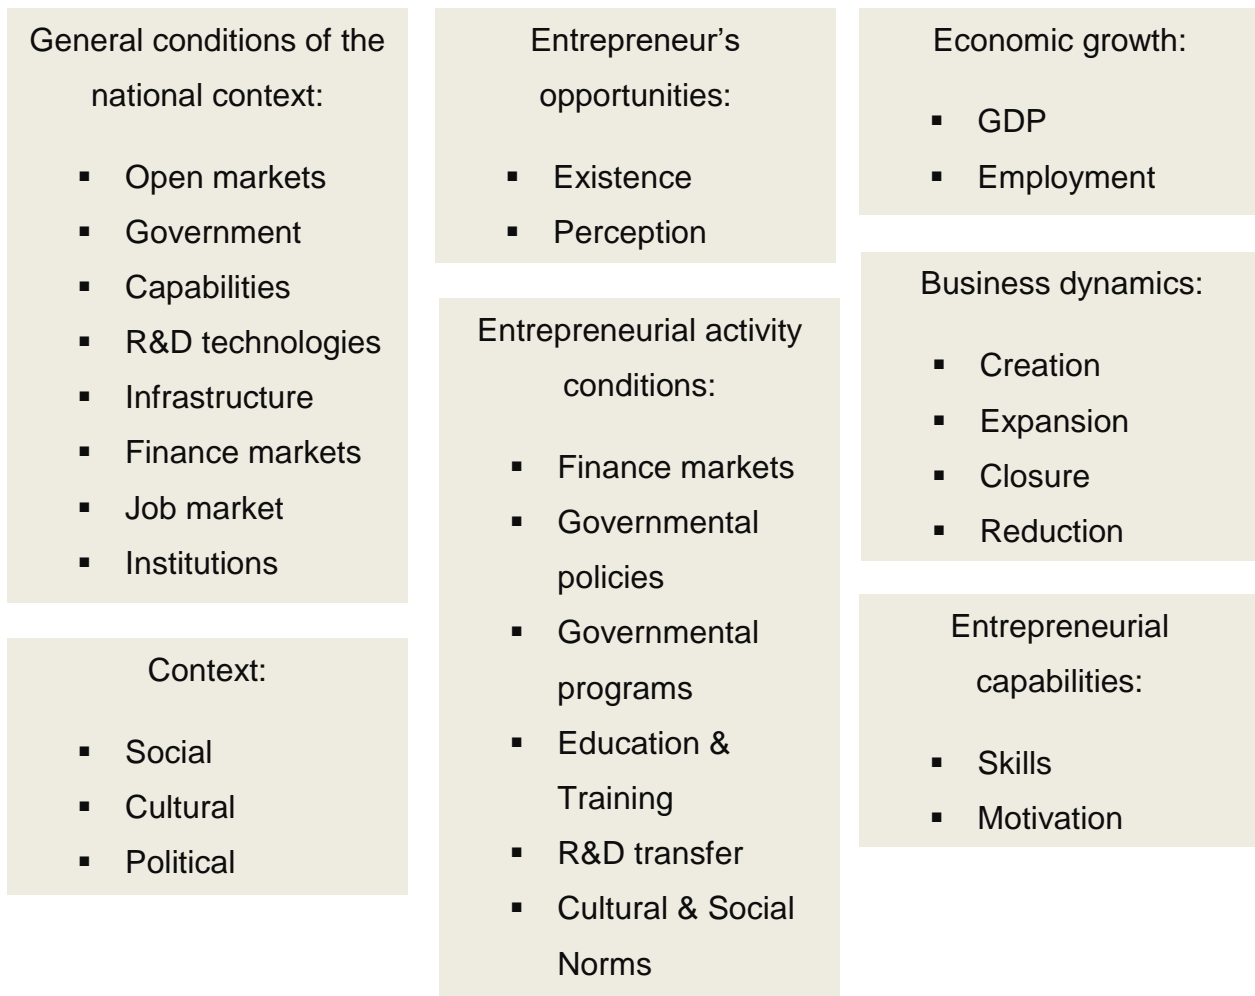 General conditions of the
national context:
▪ Open markets
▪ Government
▪ Capabilities
▪ R&D technologies
▪ Infrastructure
▪ Finance markets
▪ Job market
▪ Institutions
Context:
▪ Social
▪ Cultural
▪ Political
Entrepreneur’s
opportunities:
▪ Existence
▪ Perception
Entrepreneurial activity
conditions:
▪ Finance markets
▪ Governmental
policies
▪ Governmental
programs
▪ Education &
Training
▪ R&D transfer
▪ Cultural & Social
Norms
Economic growth:
▪ GDP
▪ Employment
Business dynamics:
▪ Creation
▪ Expansion
▪ Closure
▪ Reduction
Entrepreneurial
capabilities:
▪ Skills
▪ Motivation